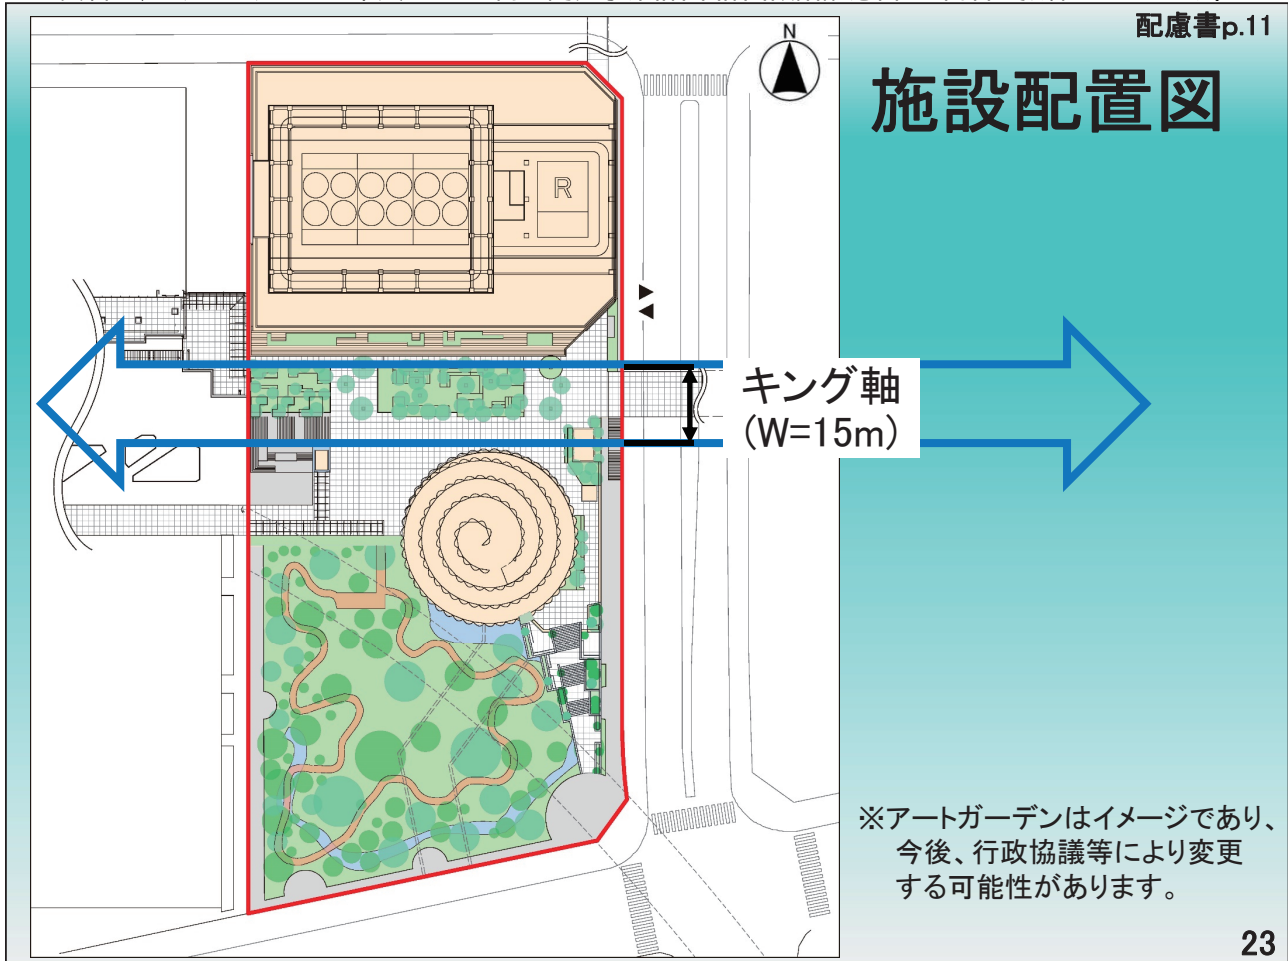 配慮書p.11
施設配置図
N
R
キング軸
(W=15m)
※アートガーデンはイメージであり、
今後、行政協議等により変更
する可能性があります。
23